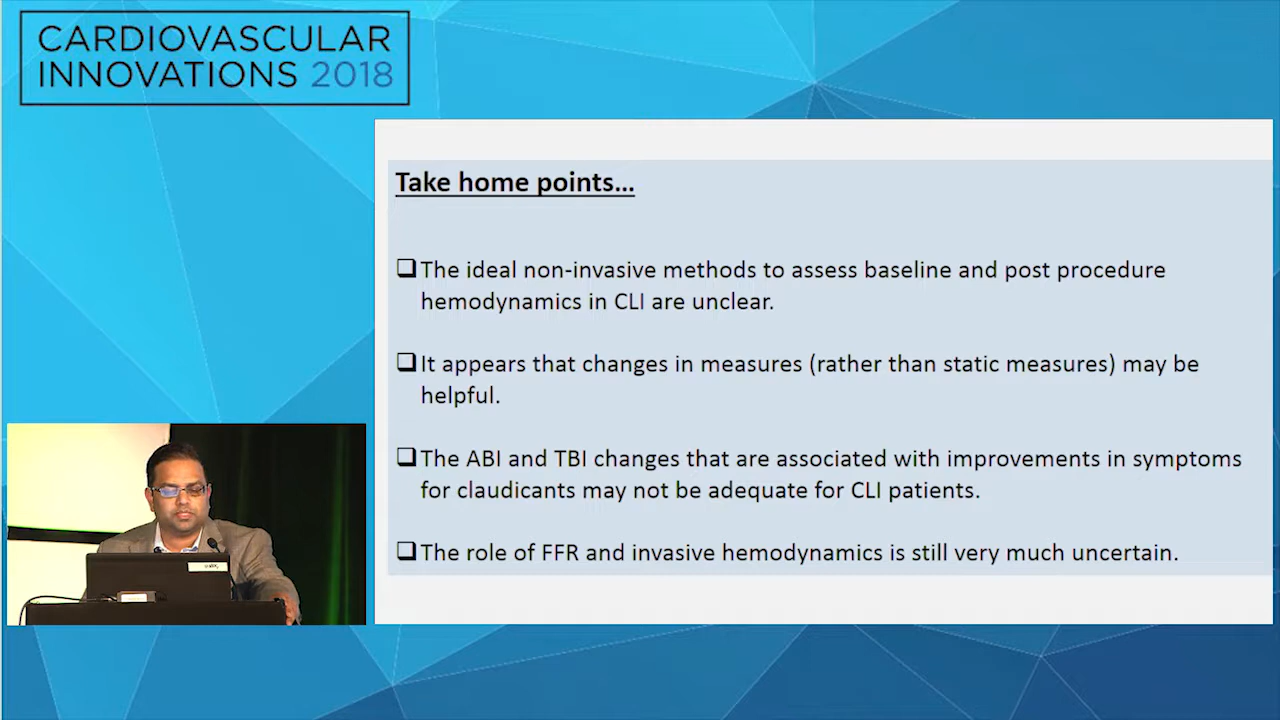 CARDIOVASCULAR
INNOVATIONS 2018
Take home points...
The ideal non-invasive methods to assess baseline and post procedure
hemodynamics in CLI are unclear.
It appears that changes in measures (rather than static measures) may be
helpful.
The ABI and TBI changes that are associated with improvements in symptoms
for claudicants may not be adequate for CLI patients.
The role of FFR and invasive hemodynamics is still very much uncertain.